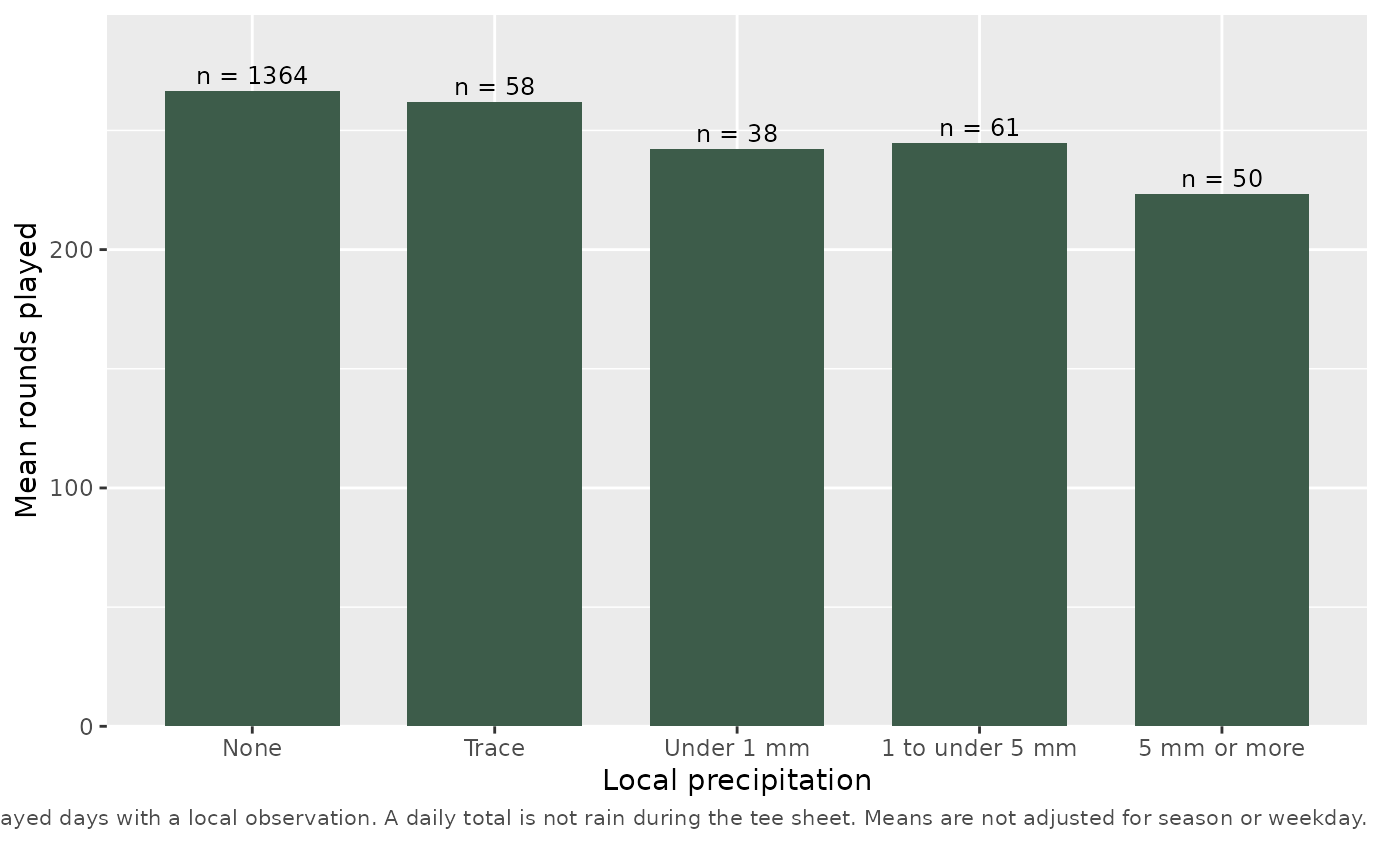 n = 1364
n = 58
n = 38
n = 61
n = 50
Mean rounds played
200
100
0
None
Trace
Under 1 mm
1 to under 5 mm
5 mm or more
Local precipitation
days with a local observation. A daily total is not rain during the tee sheet. Means are not adjusted for season or weekday.